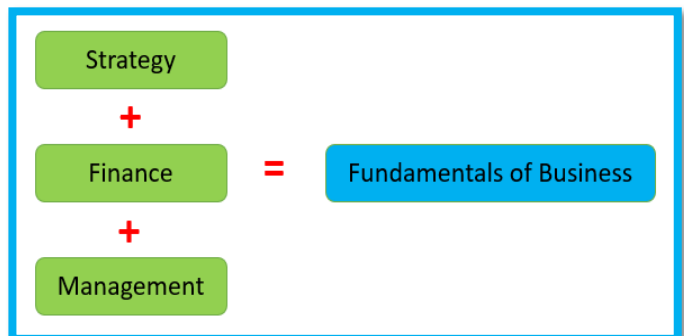 Strategy
+
Finance = Fundamentals of Business
+
Management